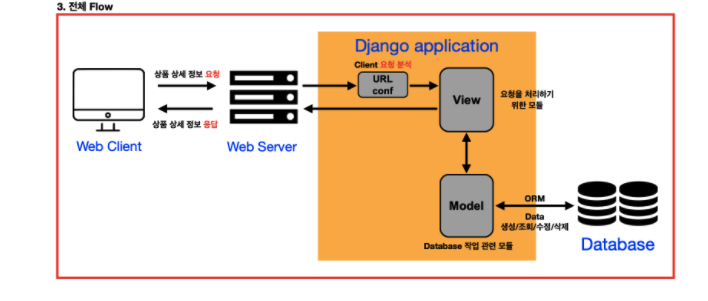 3. 전체 Flow
Django application
Client 요청 분석
상품 상세 정보 요청
URL
conf
View
요청을 처리하기
위한 모듈
상품 상세 정보 응답
Web Client
Web Server
Model
ORM
Data
생성/조회/수정/삭제
Database 작업 관련 모듈
Database